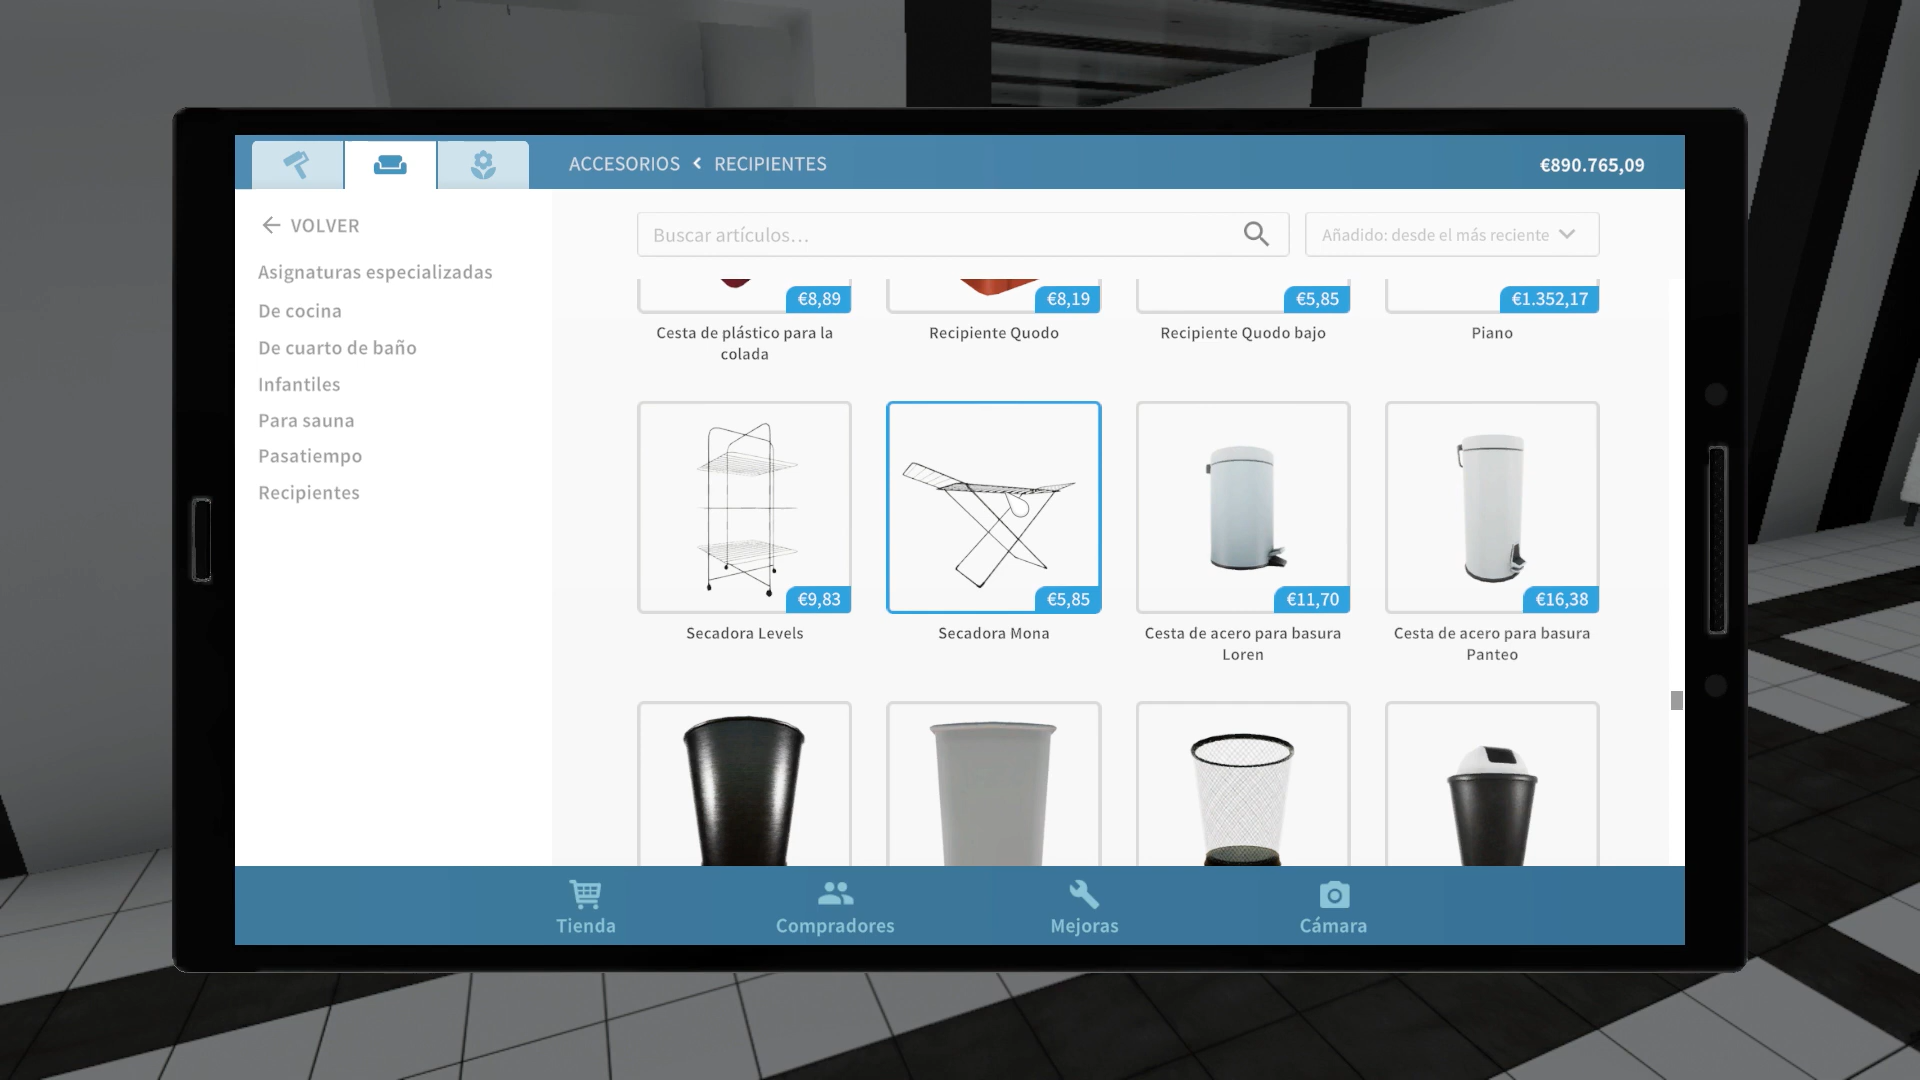 ACCESORIOS < RECIPIENTES
€890.765,09
VOLVER
Asignaturas especializadas
De cocina
De cuarto de baño
Infantiles
Para sauna
Pasatiempo
Recipientes
Buscar artículos…
Añadido: desde el más reciente
€8,89
€8,19
€5,85
€1.352,17
Cesta de plástico para la
colada
Recipiente Quodo
Recipiente Quodo bajo
Piano
€9,83
€5,85
€11,70
€16,38
Secadora Levels
Secadora Mona
Cesta de acero para basura
Loren
Cesta de acero para basura
Panteo
Tienda
Compradores
Mejoras
Cámara